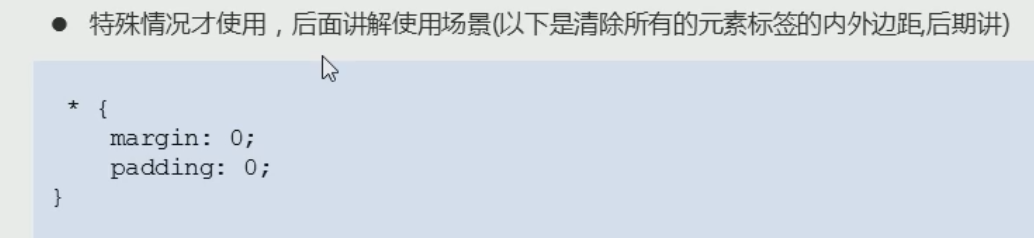 ● 特殊情况才使用，后面讲解使用场景(以下是清除所有的元素标签的内外边距,后期讲)
* {
margin: 0;
padding: 0;
}